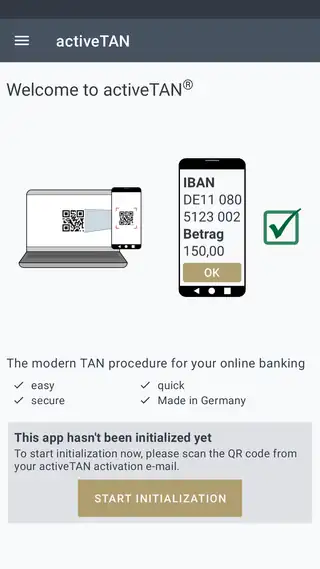 activeTAN
Welcome to activeTAN®
IBAN
DE11 080
5123 002
Betrag
150,00
OK
The modern TAN procedure for your online banking
easy
quick
secure
Made in Germany
This app hasn't been initialized yet
To start initialization now, please scan the QR code from
your activeTAN activation e-mail.
START INITIALIZATION